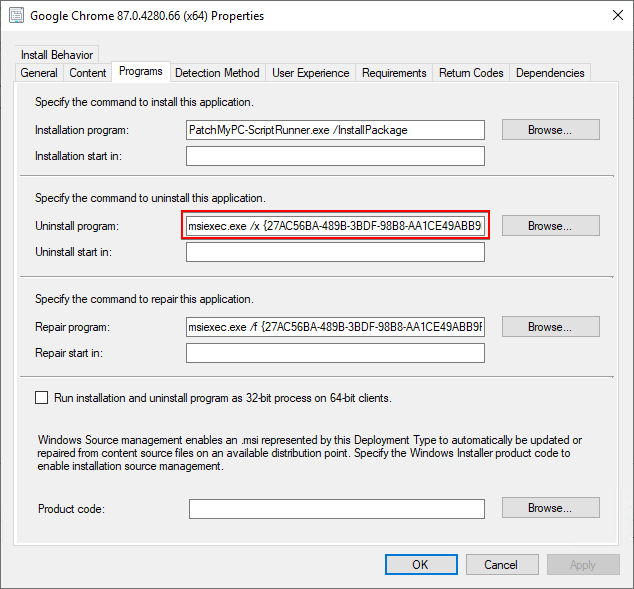 Google Chrome 87.0.4280.66 (x64) Properties
Install Behavior
General Content Programs Detection Method User Experience Requirements Return Codes Dependencies
Specify the command to install this application.
Installation program: PatchMyPC-ScriptRunner.exe /InstallPackage Browse...
Installation start in:
Specify the command to uninstall this application.
Uninstall program: msiexec.exe /x {27AC56BA-489B-3BDF-98B8-AA1CE49ABB9 Browse...
Uninstall start in:
Specify the command to repair this application.
Repair program: msiexec.exe /f {27AC56BA-489B-3BDF-98B8-AA1CE49ABB9F Browse...
Repair start in:
Run installation and uninstall program as 32-bit process on 64-bit clients.
Windows Source management enables an .msi represented by this Deployment Type to automatically be updated or
repaired from content source files on an available distribution point. Specify the Windows Installer product code to
enable installation source management.
Product code: Browse...
OK Cancel Apply